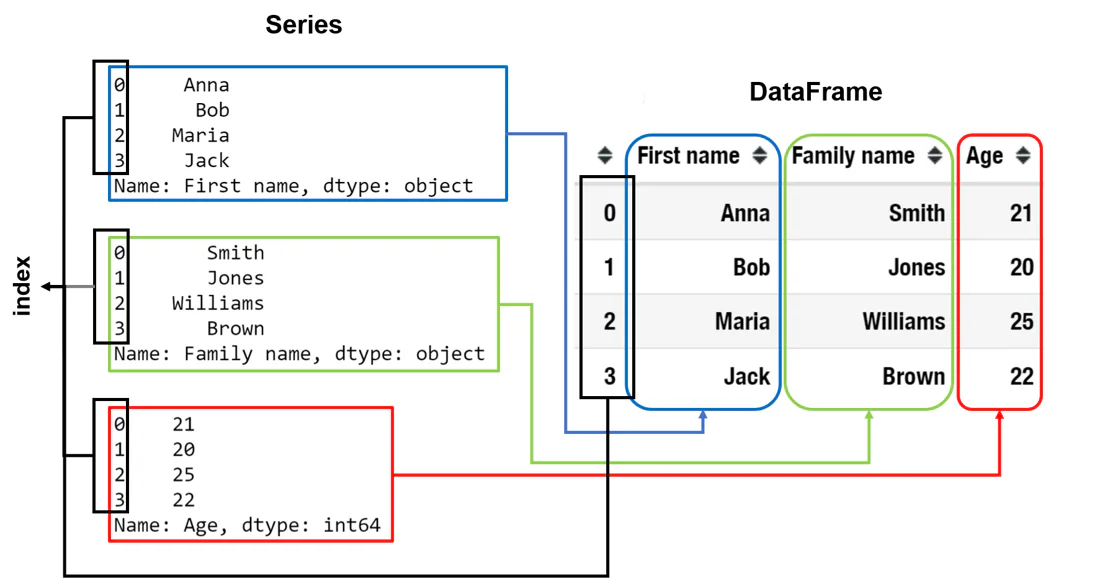 Series
0 Anna
1 Bob
2 Maria
3 Jack
Name: First name, dtype: object
0 Smith
1 Jones
2 Williams
3 Brown
Name: Family name, dtype: object
0 21
1 20
2 25
3 22
Name: Age, dtype: int64
index
DataFrame
First name Family name Age
0 Anna Smith 21
1 Bob Jones 20
2 Maria Williams 25
3 Jack Brown 22